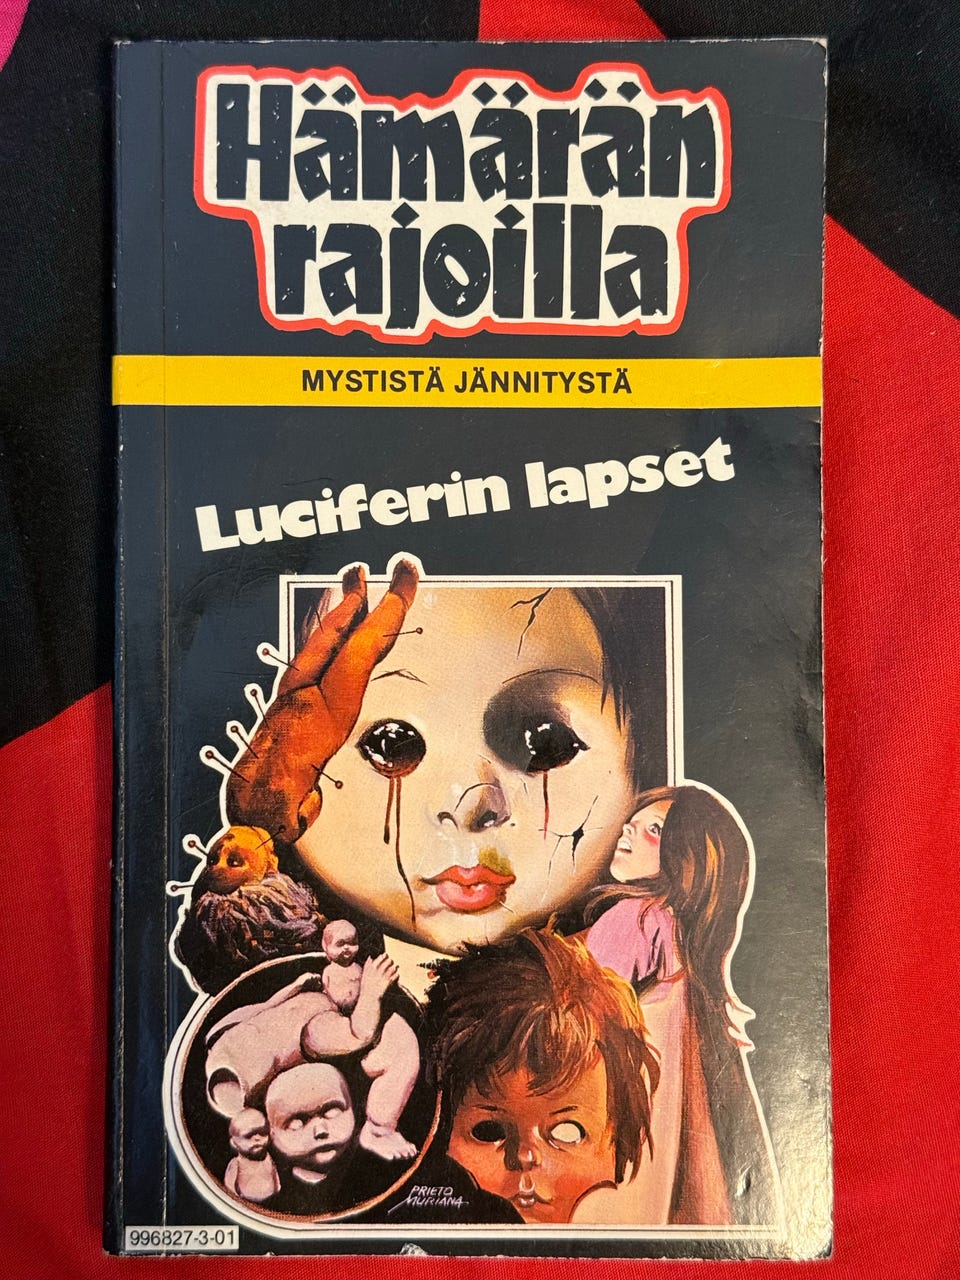 Hämärän
rajoilla
MYSTISTÄ JÄNNITYSTÄ
Luciferin lapset
PRIETO
MURIANA
996827-3-01